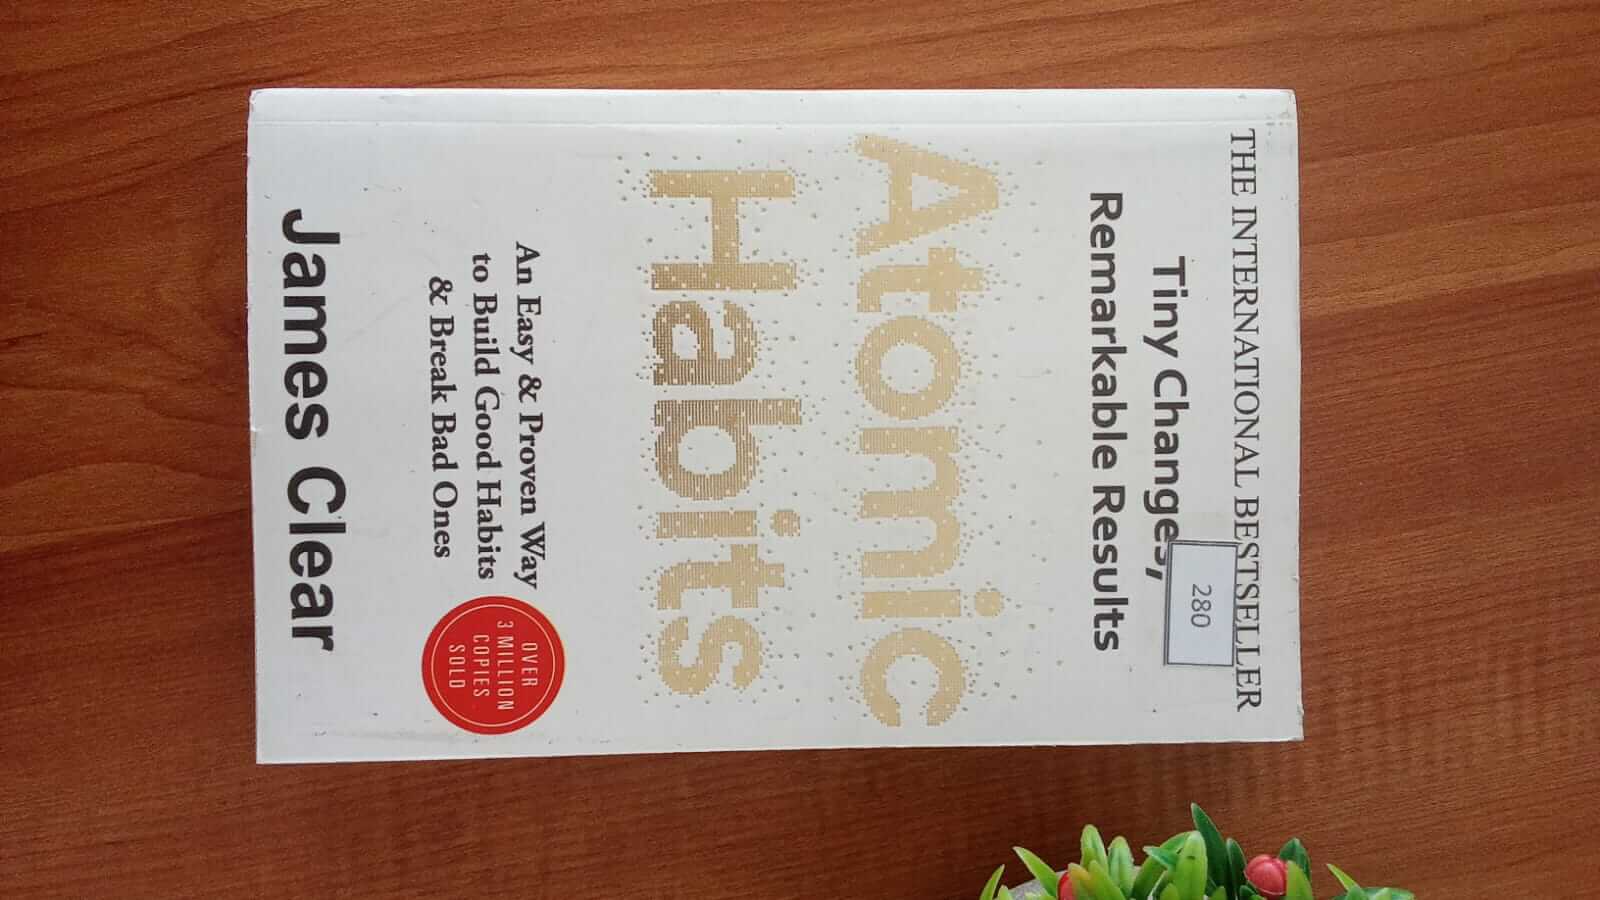 THE INTERNATIONAL BESTSELLER
280
Tiny Changes,
Remarkable Results
Atomic
Habits
An Easy & Proven Way
to Build Good Habits
& Break Bad Ones
OVER
3 MILLION
COPIES
SOLD
James Clear